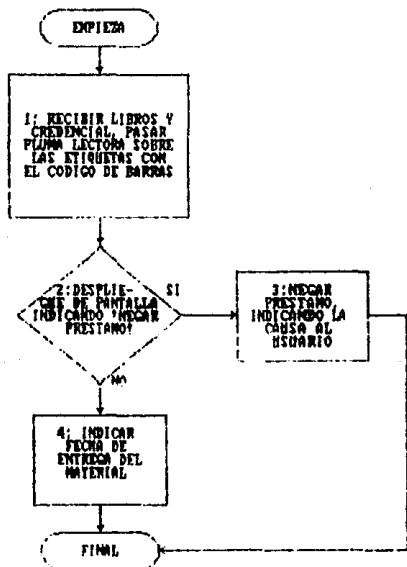 EMPIEZA
1: RECIBIR LIBROS Y
CREDENCIAL, PASAR
PLUMA LECTORA SOBRE
LAS ETIQUETAS CON
EL CODIGO DE BARRAS
2:DESPLIE-
GUE DE PANTALLA
INDICANDO "NEGAR
PRESTAMO"
SI
3:NEGAR
PRESTAMO,
INDICANDO LA
CAUSA AL
USUARIO
NO
4: INDICAR
FECHA DE
ENTREGA DEL
MATERIAL
FINAL